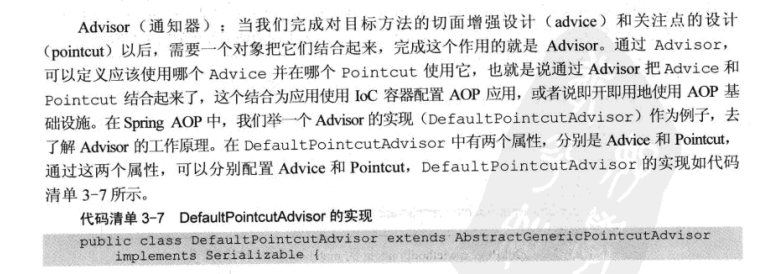 Advisor（通知器）：当我们完成对目标方法的切面增强设计（advice）和关注点的设计
（pointcut）以后，需要一个对象把它们结合起来，完成这个作用的就是 Advisor。通过 Advisor，
可以定义应该使用哪个 Advice 并在哪个 Pointcut 使用它，也就是说通过 Advisor 把 Advice 和
Pointcut 结合起来了，这个结合为应用使用 IoC 容器配置 AOP 应用，或者说即开即用地使用 AOP 基
础设施。在 Spring AOP 中，我们举一个 Advisor 的实现（DefaultPointcutAdvisor）作为例子，去
了解 Advisor 的工作原理。在 DefaultPointcutAdvisor 中有两个属性，分别是 Advice 和 Pointcut，
通过这两个属性，可以分别配置 Advice 和 Pointcut，DefaultPointcutAdvisor 的实现如代码
清单 3-7 所示。
代码清单 3-7 DefaultPointcutAdvisor 的实现
public class DefaultPointcutAdvisor extends AbstractGenericPointcutAdvisor
implements Serializable {